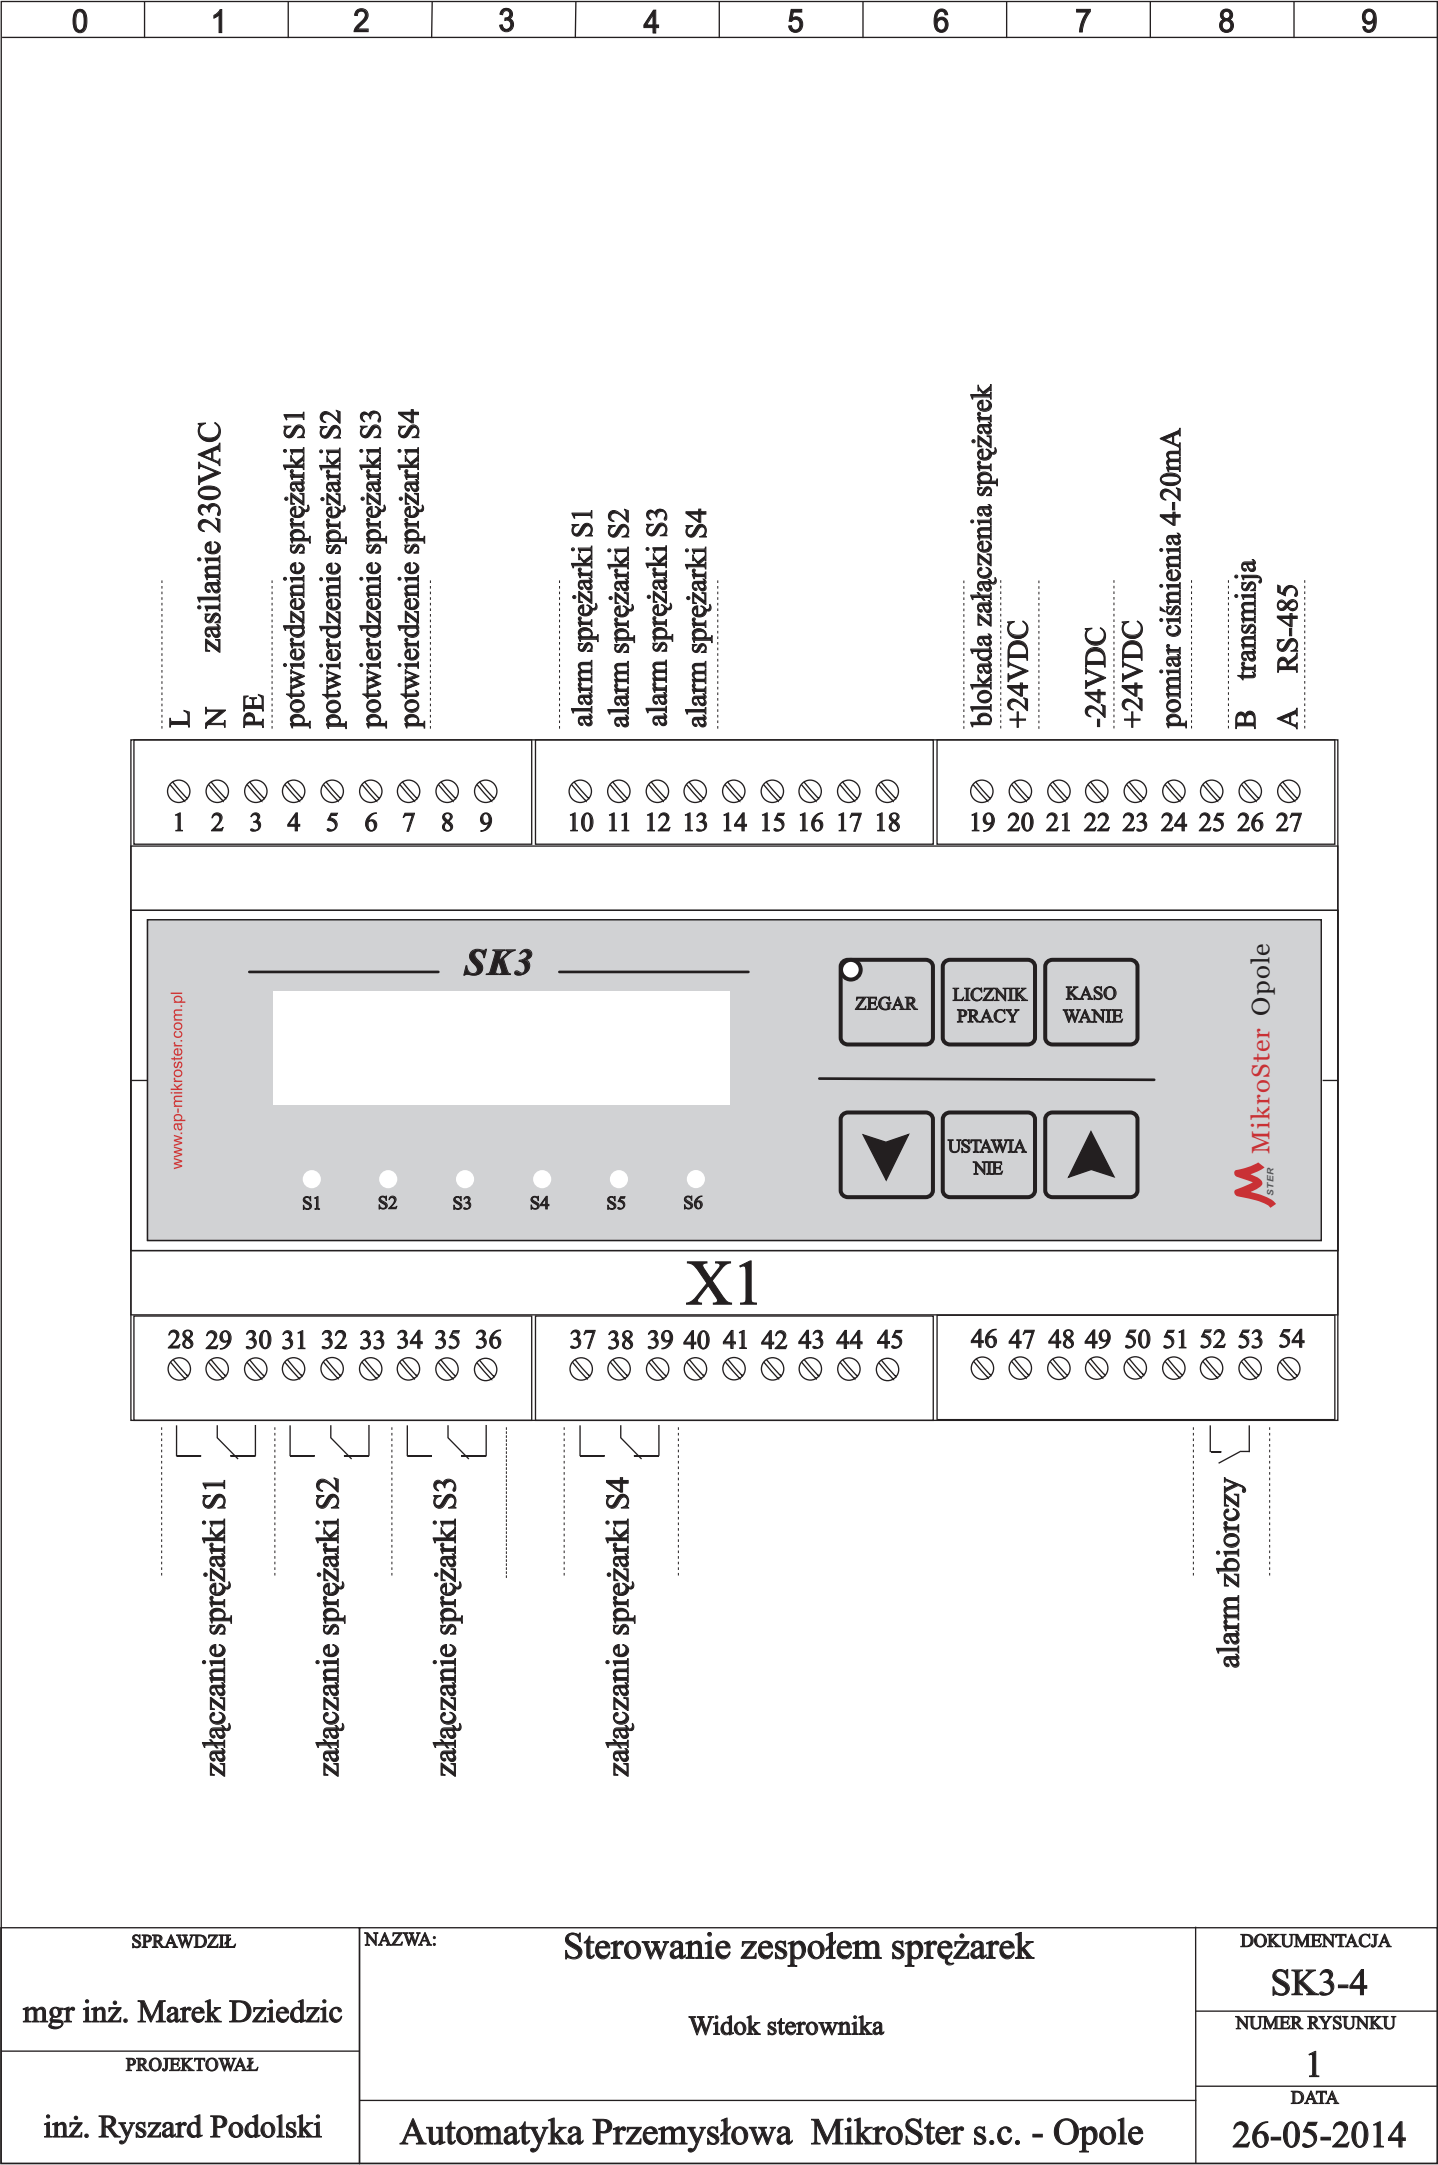 0 1 2 3 4 5 6 7 8 9
L
N
zasilanie 230VAC
PE
potwierdzenie sprężarki S1
potwierdzenie sprężarki S2
potwierdzenie sprężarki S3
potwierdzenie sprężarki S4
alarm sprężarki S1
alarm sprężarki S2
alarm sprężarki S3
alarm sprężarki S4
blokada załączenia sprężarek
+24VDC
-24VDC
+24VDC
pomiar ciśnienia 4-20mA
B transmisja
A RS-485
1 2 3 4 5 6 7 8 9
10 11 12 13 14 15 16 17 18
19 20 21 22 23 24 25 26 27
www.ap-mikroster.com.pl
SK3
S1 S2 S3 S4 S5 S6
ZEGAR
LICZNIK
PRACY
KASO
WANIE
USTAWIA
NIE
MikroSter Opole
STER
X1
28 29 30 31 32 33 34 35 36
37 38 39 40 41 42 43 44 45
46 47 48 49 50 51 52 53 54
załączanie sprężarki S1
załączanie sprężarki S2
załączanie sprężarki S3
załączanie sprężarki S4
alarm zbiorczy
SPRAWDZIŁ
mgr inż. Marek Dziedzic
PROJEKTOWAŁ
inż. Ryszard Podolski
NAZWA:
Sterowanie zespołem sprężarek
Widok sterownika
Automatyka Przemysłowa MikroSter s.c. - Opole
DOKUMENTACJA
SK3-4
NUMER RYSUNKU
1
DATA
26-05-2014